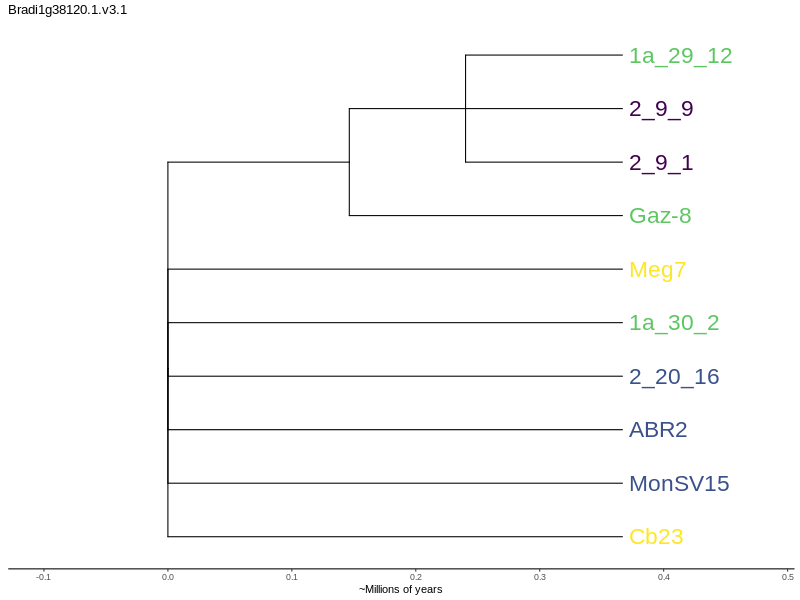 Bradi1g38120.1.v3.1
1a_29_12
2_9_9
2_9_1
Gaz-8
Meg7
1a_30_2
2_20_16
ABR2
MonSV15
Cb23
-0.1 0.0 0.1 0.2 0.3 0.4 0.5
~Millions of years